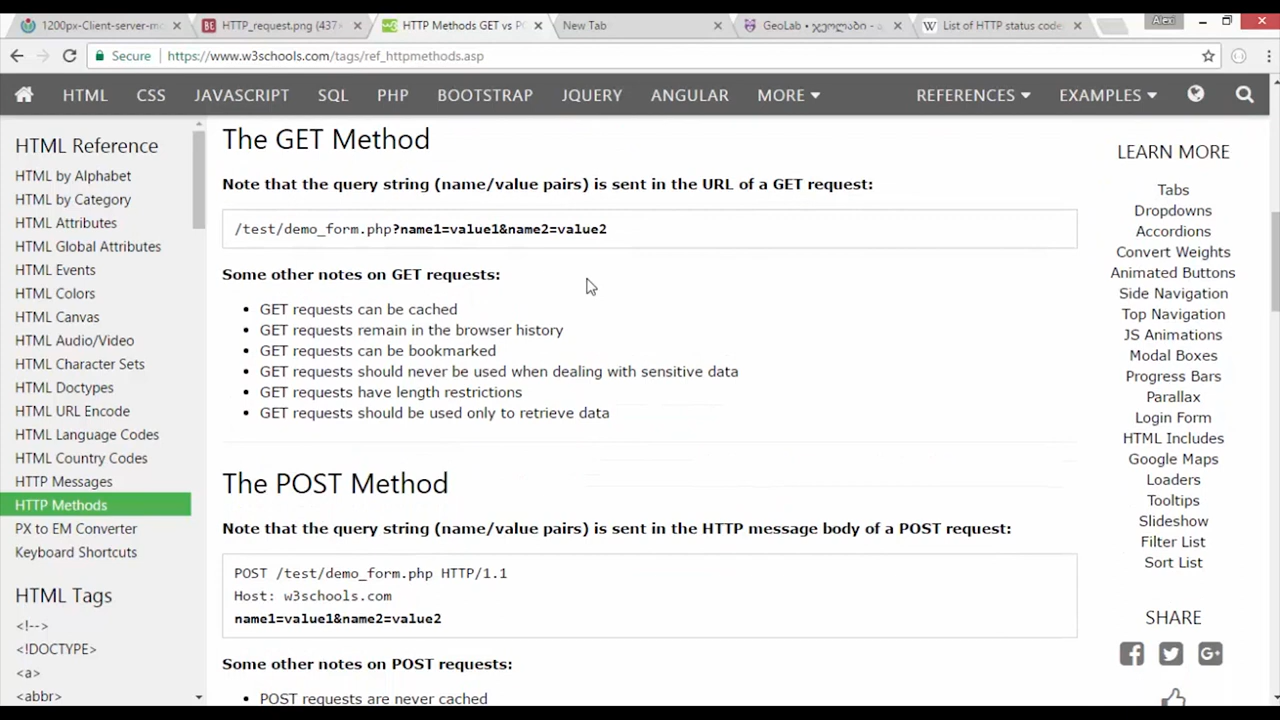 1200px-Client-server-mo
HTTP_request.png (437×
HTTP Methods GET vs PO
New Tab
GeoLab • ჯეოლაბი -
List of HTTP status code
Alexi
Secure
https://www.w3schools.com/tags/ref_httpmethods.asp
HTML CSS JAVASCRIPT SQL PHP BOOTSTRAP JQUERY ANGULAR MORE REFERENCES EXAMPLES
HTML Reference
HTML by Alphabet
HTML by Category
HTML Attributes
HTML Global Attributes
HTML Events
HTML Colors
HTML Canvas
HTML Audio/Video
HTML Character Sets
HTML Doctypes
HTML URL Encode
HTML Language Codes
HTML Country Codes
HTTP Messages
HTTP Methods
PX to EM Converter
Keyboard Shortcuts
HTML Tags
<!-->
<!DOCTYPE>
<a>
<abbr>
The GET Method
Note that the query string (name/value pairs) is sent in the URL of a GET request:
/test/demo_form.php?name1=value1&name2=value2
Some other notes on GET requests:
• GET requests can be cached
• GET requests remain in the browser history
• GET requests can be bookmarked
• GET requests should never be used when dealing with sensitive data
• GET requests have length restrictions
• GET requests should be used only to retrieve data
The POST Method
Note that the query string (name/value pairs) is sent in the HTTP message body of a POST request:
POST /test/demo_form.php HTTP/1.1
Host: w3schools.com
name1=value1&name2=value2
Some other notes on POST requests:
• POST requests are never cached
LEARN MORE
Tabs
Dropdowns
Accordions
Convert Weights
Animated Buttons
Side Navigation
Top Navigation
JS Animations
Modal Boxes
Progress Bars
Parallax
Login Form
HTML Includes
Google Maps
Loaders
Tooltips
Slideshow
Filter List
Sort List
SHARE